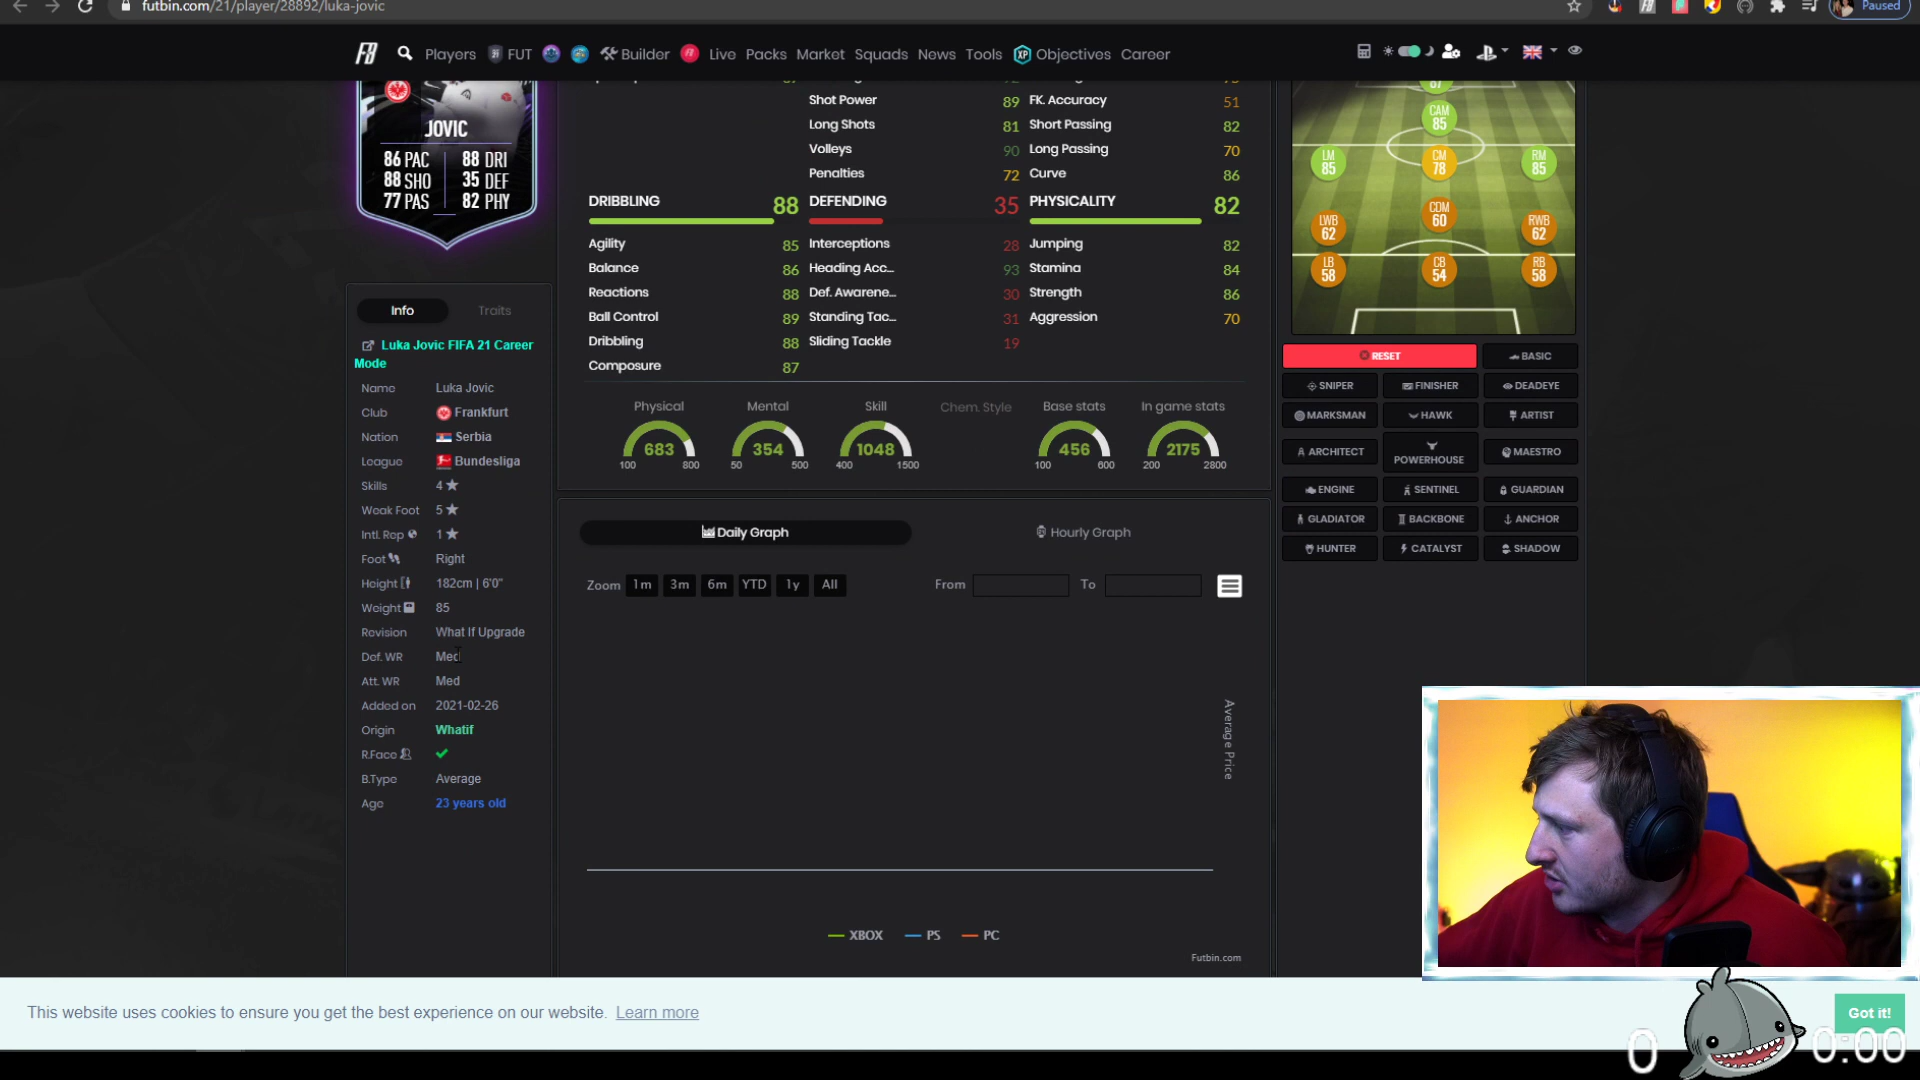 futbin.com/21/player/28892/luka-jovic
Paused
Players FUT Builder Live Packs Market Squads News Tools XP Objectives Career
JOVIC
86 PAC 88 DRI
88 SHO 35 DEF
77 PAS 82 PHY
Shot Power 89
Long Shots 81
Volleys 90
Penalties 72
FK. Accuracy 51
Short Passing 82
Long Passing 70
Curve 86
DRIBBLING 88
Agility 85
Balance 86
Reactions 88
Ball Control 89
Dribbling 88
Composure 87
DEFENDING 35
Interceptions 28
Heading Acc... 93
Def. Awarene... 30
Standing Tac... 31
Sliding Tackle 19
PHYSICALITY 82
Jumping 82
Stamina 84
Strength 86
Aggression 70
CAM 85
LM 85
CM 78
RM 85
LWB 62
CDM 60
RWB 62
LB 58
CB 54
RB 58
RESET BASIC
SNIPER FINISHER DEADEYE
MARKSMAN HAWK ARTIST
ARCHITECT POWERHOUSE MAESTRO
ENGINE SENTINEL GUARDIAN
GLADIATOR BACKBONE ANCHOR
HUNTER CATALYST SHADOW
Info Traits
Luka Jovic FIFA 21 Career
Mode
Name Luka Jovic
Club Frankfurt
Nation Serbia
League Bundesliga
Skills 4
Weak Foot 5
Intl. Rep 1
Foot Right
Height 182cm | 6'0"
Weight 85
Revision What If Upgrade
Def. WR Med
Att. WR Med
Added on 2021-02-26
Origin Whatif
R.Face
B.Type Average
Age 23 years old
Physical 683 100 800
Mental 354 50 500
Skill 1048 400 1500
Chem. Style
Base stats 456 100 600
In game stats 2175 200 2800
Daily Graph Hourly Graph
Zoom 1m 3m 6m YTD 1y All From To
Average Price
XBOX PS PC
Futbin.com
This website uses cookies to ensure you get the best experience on our website. Learn more
Got it!
0 0:00